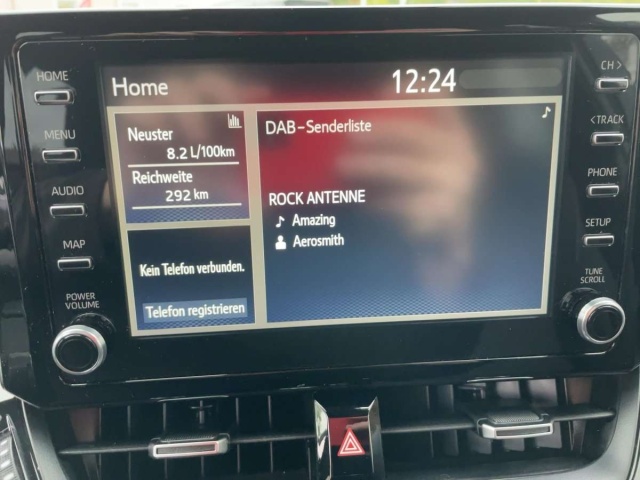 HOME
MENU
AUDIO
MAP
POWER
VOLUME
Home
12:24
Neuster
8.2 L/100km
Reichweite
292 km
Kein Telefon verbunden.
Telefon registrieren
DAB-Senderliste
ROCK ANTENNE
Amazing
Aerosmith
CH >
<TRACK
PHONE
SETUP
TUNE
SCROLL